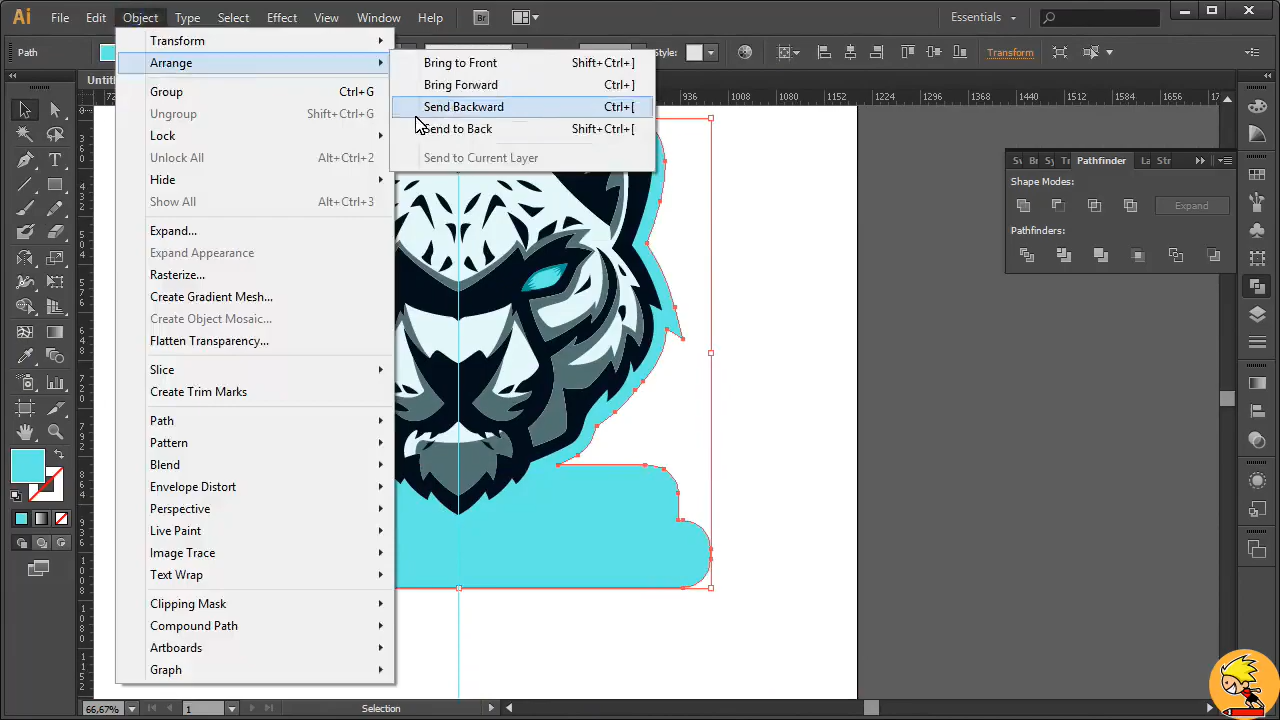 Ai File Edit Object Type Select Effect View Window Help Br Essentials
Path Style: Transform
Transform
Arrange
Group Ctrl+G
Ungroup Shift+Ctrl+G
Lock
Unlock All Alt+Ctrl+2
Hide
Show All Alt+Ctrl+3
Expand...
Expand Appearance
Rasterize...
Create Gradient Mesh...
Create Object Mosaic...
Flatten Transparency...
Slice
Create Trim Marks
Path
Pattern
Blend
Envelope Distort
Perspective
Live Paint
Image Trace
Text Wrap
Clipping Mask
Compound Path
Artboards
Graph
Bring to Front Shift+Ctrl+]
Bring Forward Ctrl+]
Send Backward Ctrl+[
Send to Back Shift+Ctrl+[
Send to Current Layer
936 1008 1080 1152 1224 1296 1368 1440 1512 1584
Pathfinder
Shape Modes:
Expand
Pathfinders:
66,67% 1 Selection